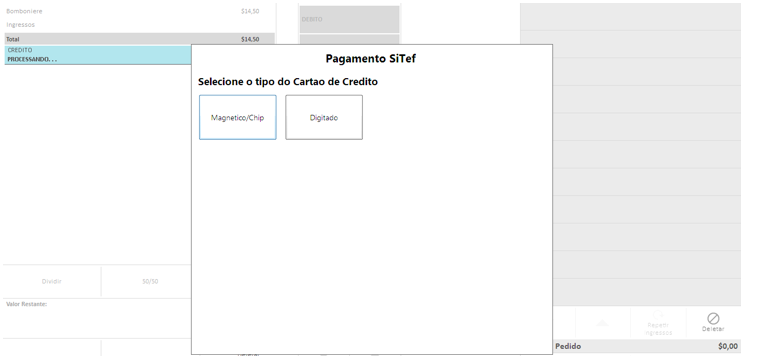 Bomboniere $14,50
Ingressos
Total $14,50
CREDITO
PROCESSANDO. . .
DEBITO
Pagamento SiTef
Selecione o tipo do Cartao de Credito
Magnetico/Chip Digitado
Dividir 50/50
Valor Restante:
Repetir
Ingressos
Deletar
Pedido $0,00